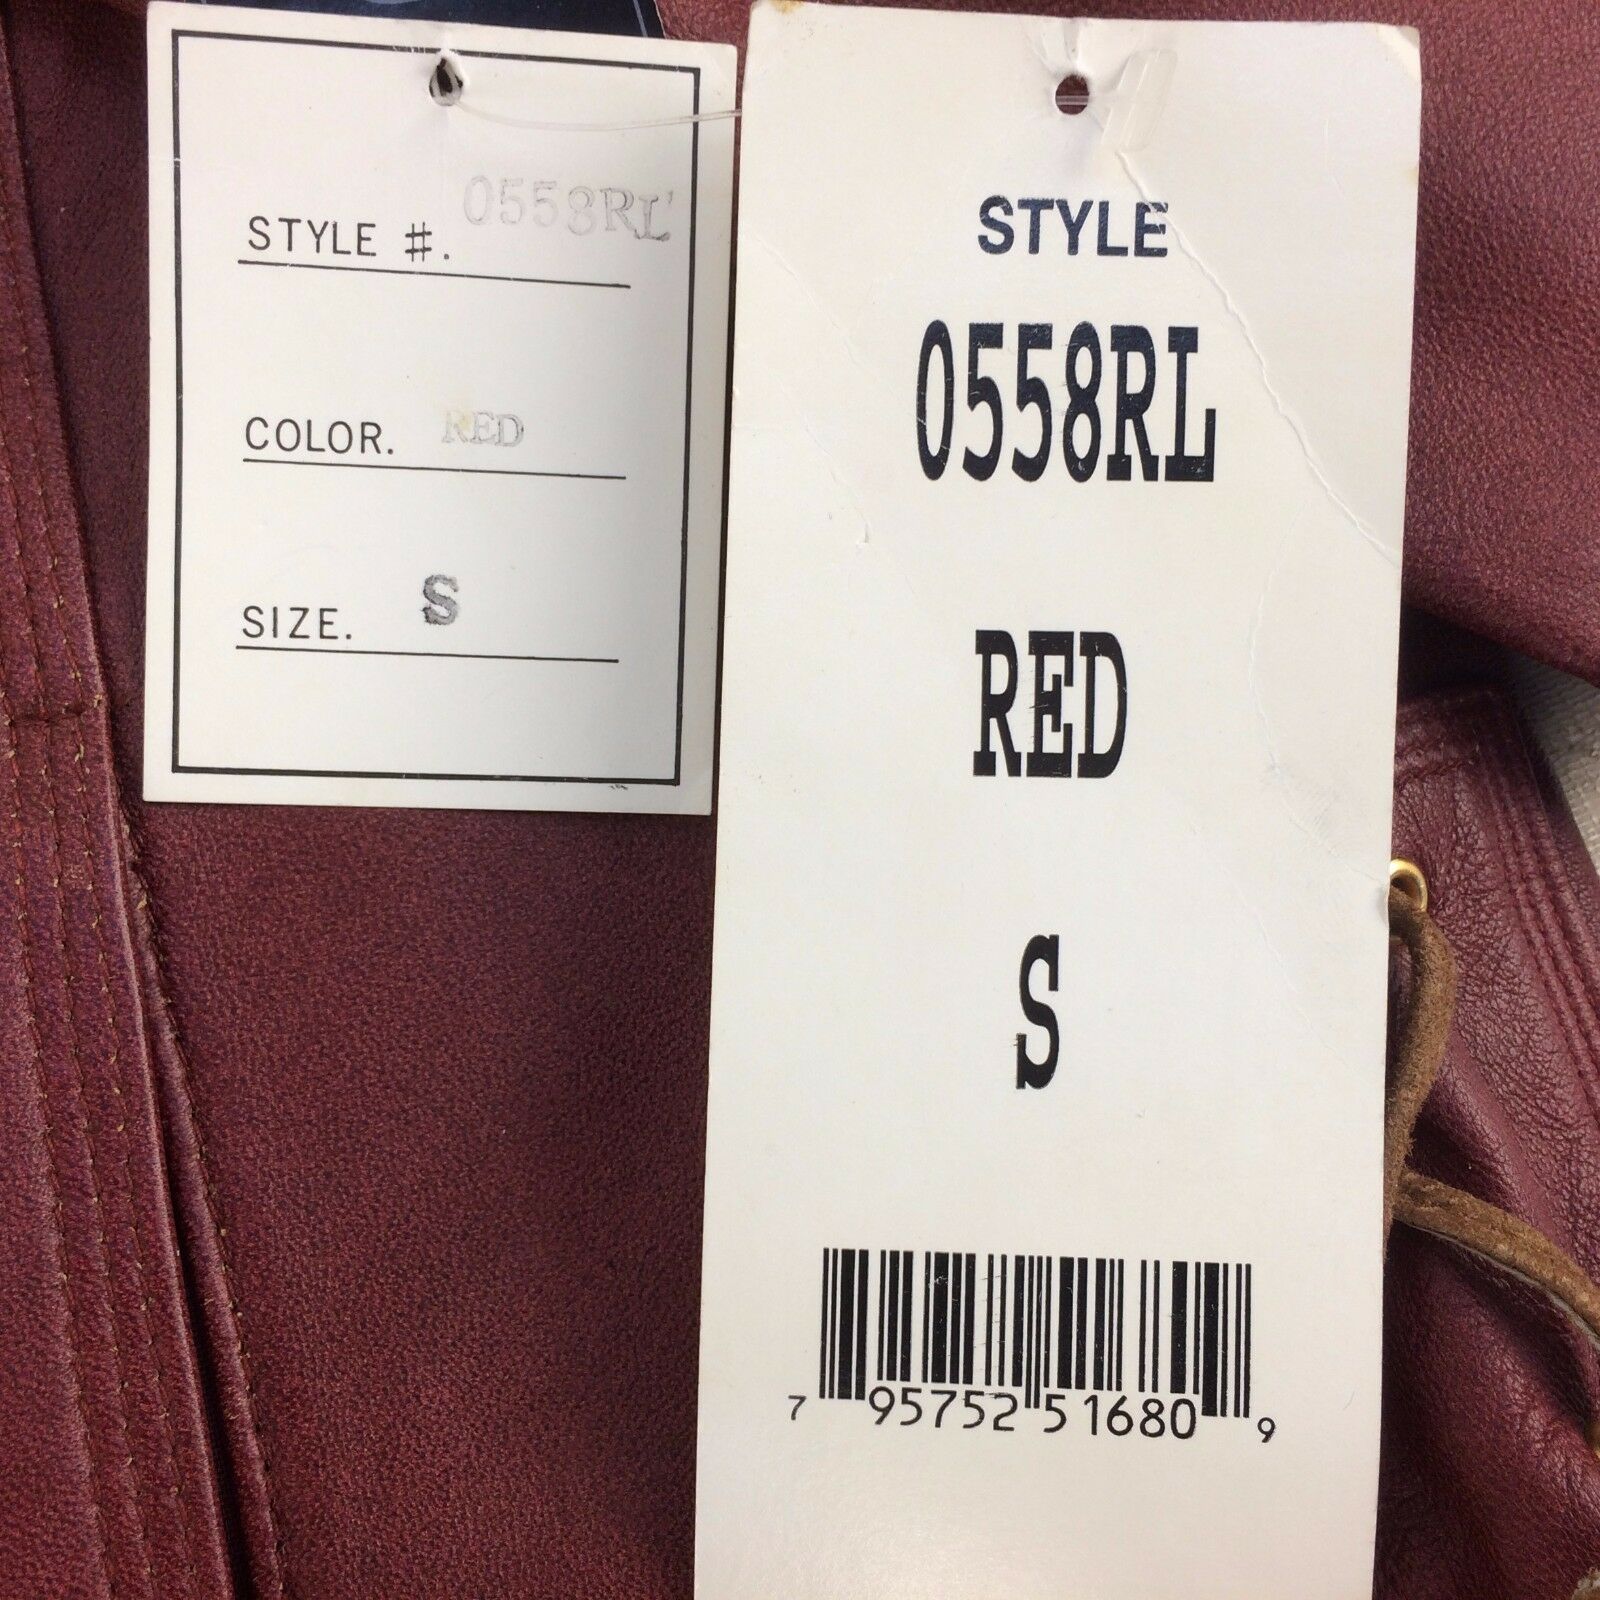 STYLE #. 0558RL
COLOR. RED
SIZE. S
STYLE
0558RL
RED
S
7 95752 51680 9